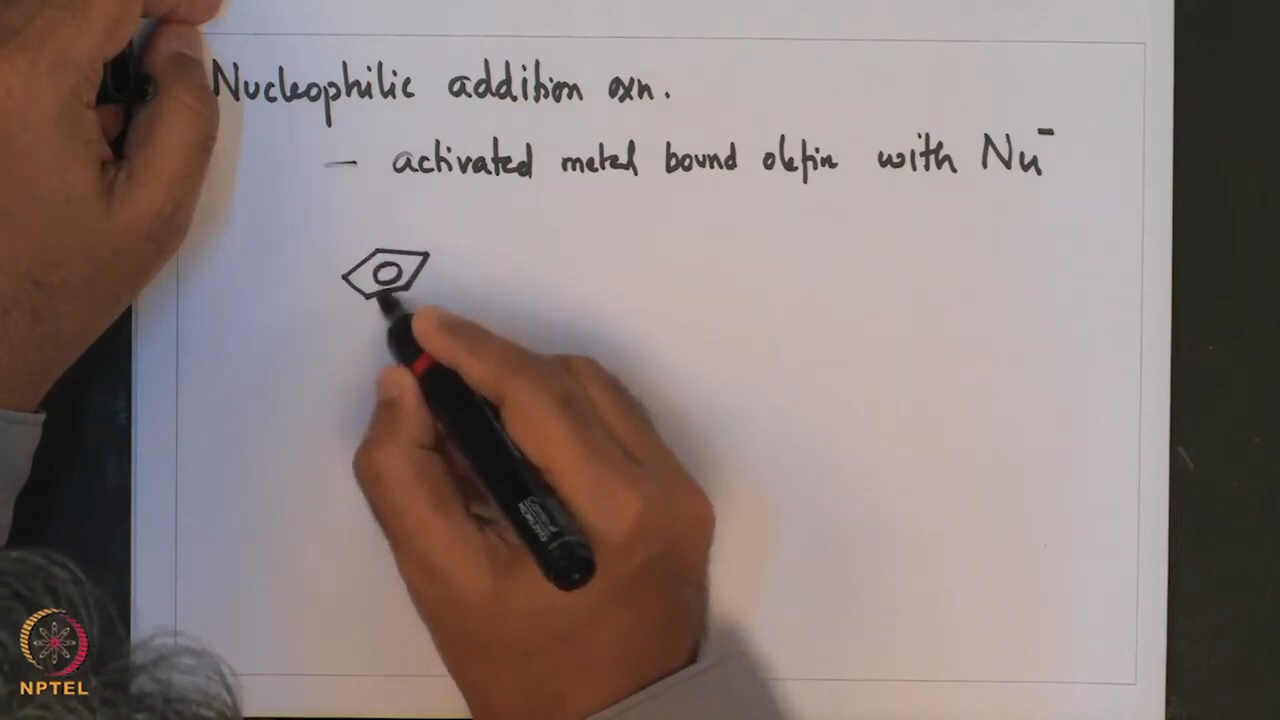 Nucleophilic addition rxn.
– activated metal bound olefin with Nu⁻
NPTEL